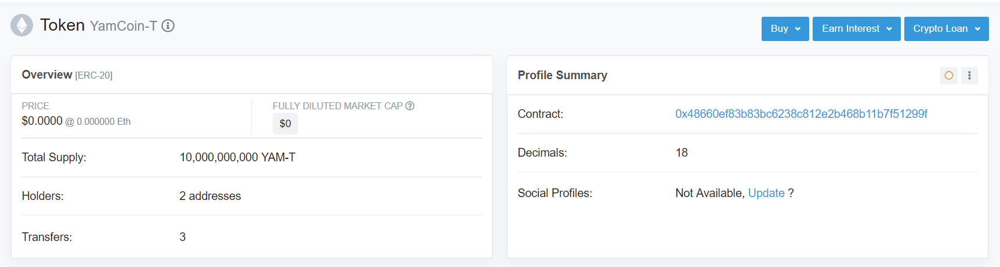 Token YamCoin-T
Buy
Earn Interest
Crypto Loan
Overview [ERC-20]
PRICE
$0.0000 @ 0.000000 Eth
FULLY DILUTED MARKET CAP
$0
Total Supply: 10,000,000,000 YAM-T
Holders: 2 addresses
Transfers: 3
Profile Summary
Contract: 0x48660ef83b83bc6238c812e2b468b11b7f51299f
Decimals: 18
Social Profiles: Not Available, Update ?